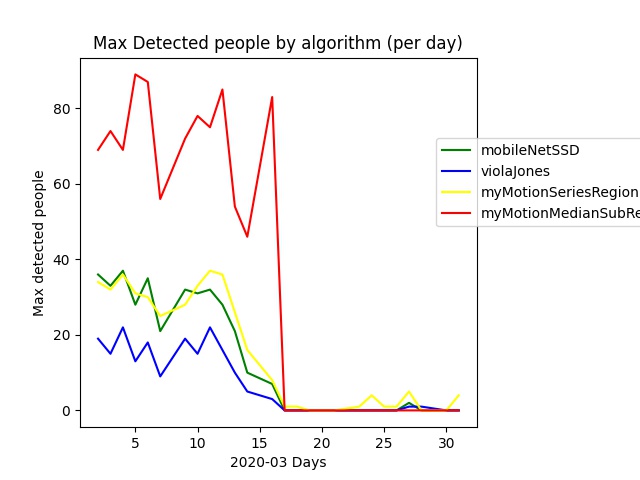 Max Detected people by algorithm (per day)
Max detected people
80
60
40
20
0
5 10 15 20 25 30
2020-03 Days
mobileNetSSD
violaJones
myMotionSeriesRegion
myMotionMedianSubRe